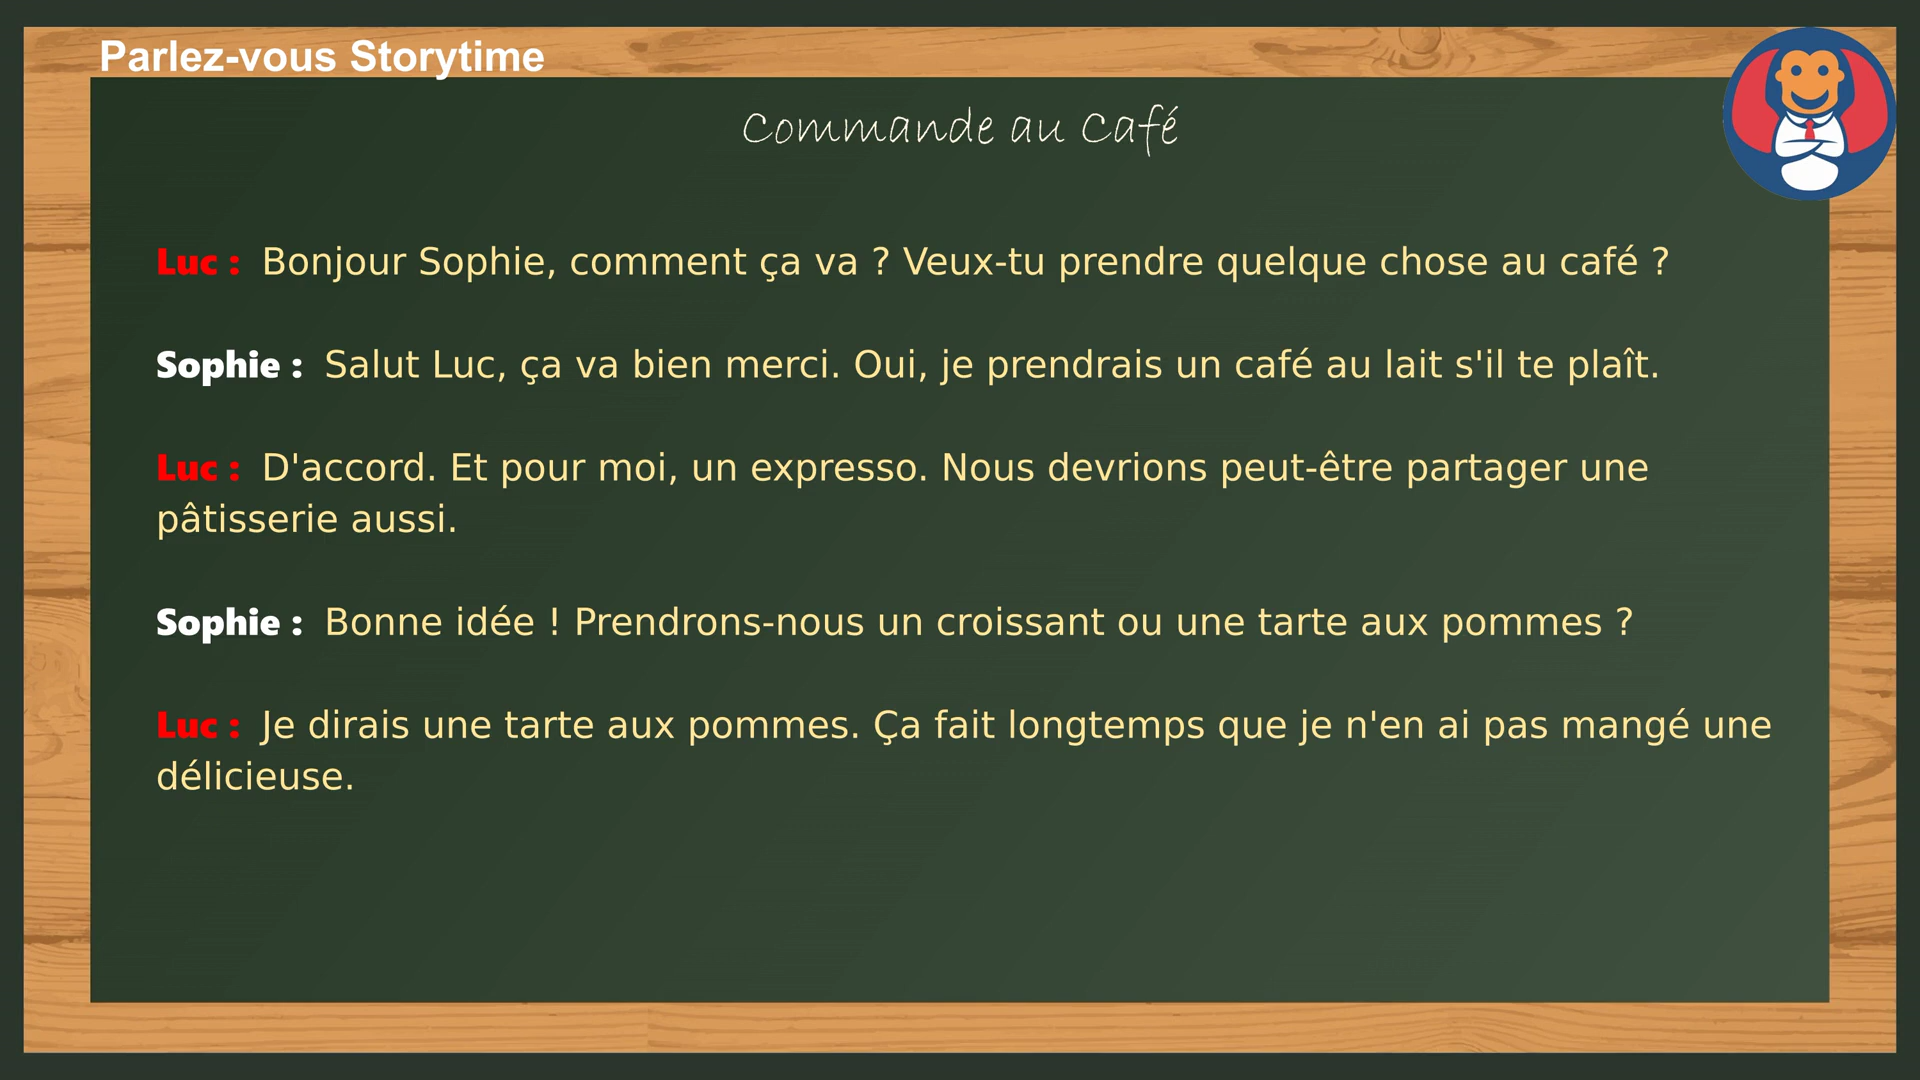 Parlez-vous Storytime
Commande au Café
Luc : Bonjour Sophie, comment ça va ? Veux-tu prendre quelque chose au café ?
Sophie : Salut Luc, ça va bien merci. Oui, je prendrais un café au lait s'il te plaît.
Luc : D'accord. Et pour moi, un expresso. Nous devrions peut-être partager une
pâtisserie aussi.
Sophie : Bonne idée ! Prendrons-nous un croissant ou une tarte aux pommes ?
Luc : Je dirais une tarte aux pommes. Ça fait longtemps que je n'en ai pas mangé une
délicieuse.